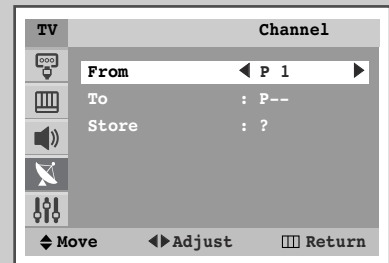 TV Channel
From ◀ P 1 ▶
To : P--
Store : ?
Move Adjust Return